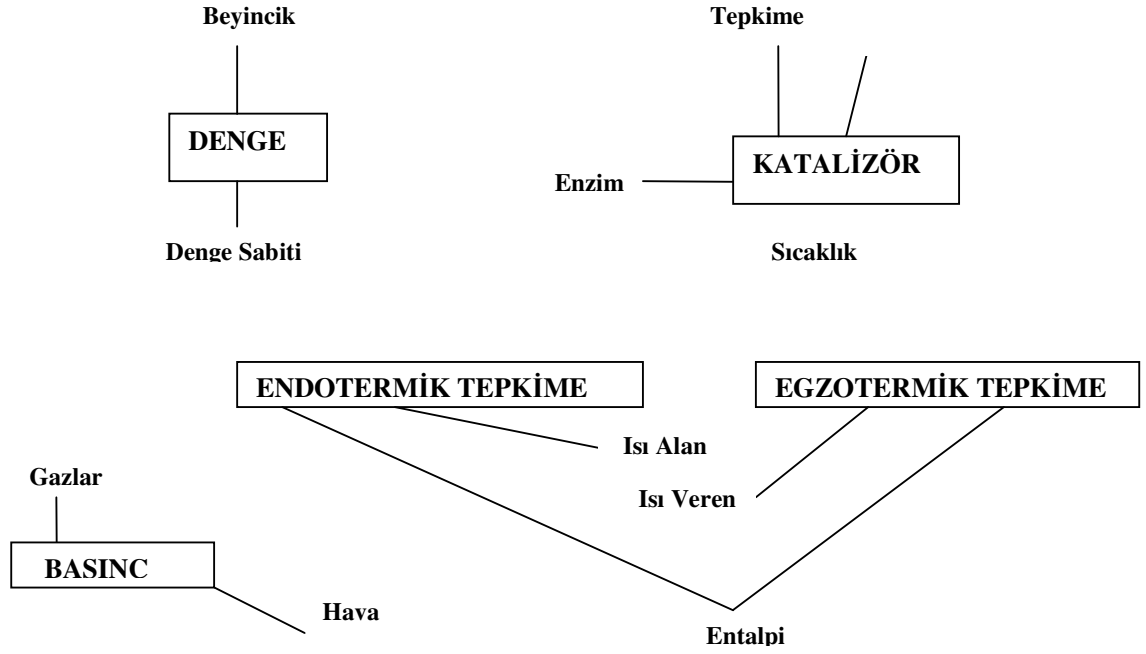 Beyincik
Tepkime
DENGE
KATALİZÖR
Enzim
Denge Sabiti
Sıcaklık
ENDOTERMİK TEPKİME
EGZOTERMİK TEPKİME
Isı Alan
Gazlar
Isı Veren
BASINC
Hava
Entalpi